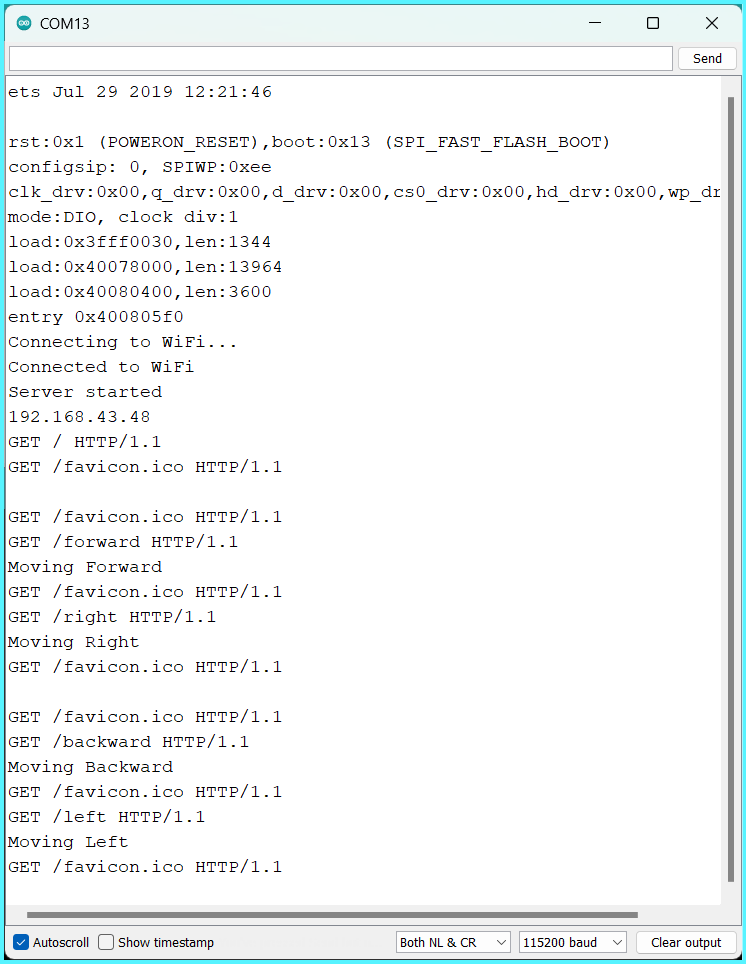 COM13
Send
ets Jul 29 2019 12:21:46
rst:0x1 (POWERON_RESET),boot:0x13 (SPI_FAST_FLASH_BOOT)
configsip: 0, SPIWP:0xee
clk_drv:0x00,q_drv:0x00,d_drv:0x00,cs0_drv:0x00,hd_drv:0x00,wp_dr
mode:DIO, clock div:1
load:0x3fff0030,len:1344
load:0x40078000,len:13964
load:0x40080400,len:3600
entry 0x400805f0
Connecting to WiFi...
Connected to WiFi
Server started
192.168.43.48
GET / HTTP/1.1
GET /favicon.ico HTTP/1.1
GET /favicon.ico HTTP/1.1
GET /forward HTTP/1.1
Moving Forward
GET /favicon.ico HTTP/1.1
GET /right HTTP/1.1
Moving Right
GET /favicon.ico HTTP/1.1
GET /favicon.ico HTTP/1.1
GET /backward HTTP/1.1
Moving Backward
GET /favicon.ico HTTP/1.1
GET /left HTTP/1.1
Moving Left
GET /favicon.ico HTTP/1.1
Autoscroll Show timestamp Both NL & CR 115200 baud Clear output